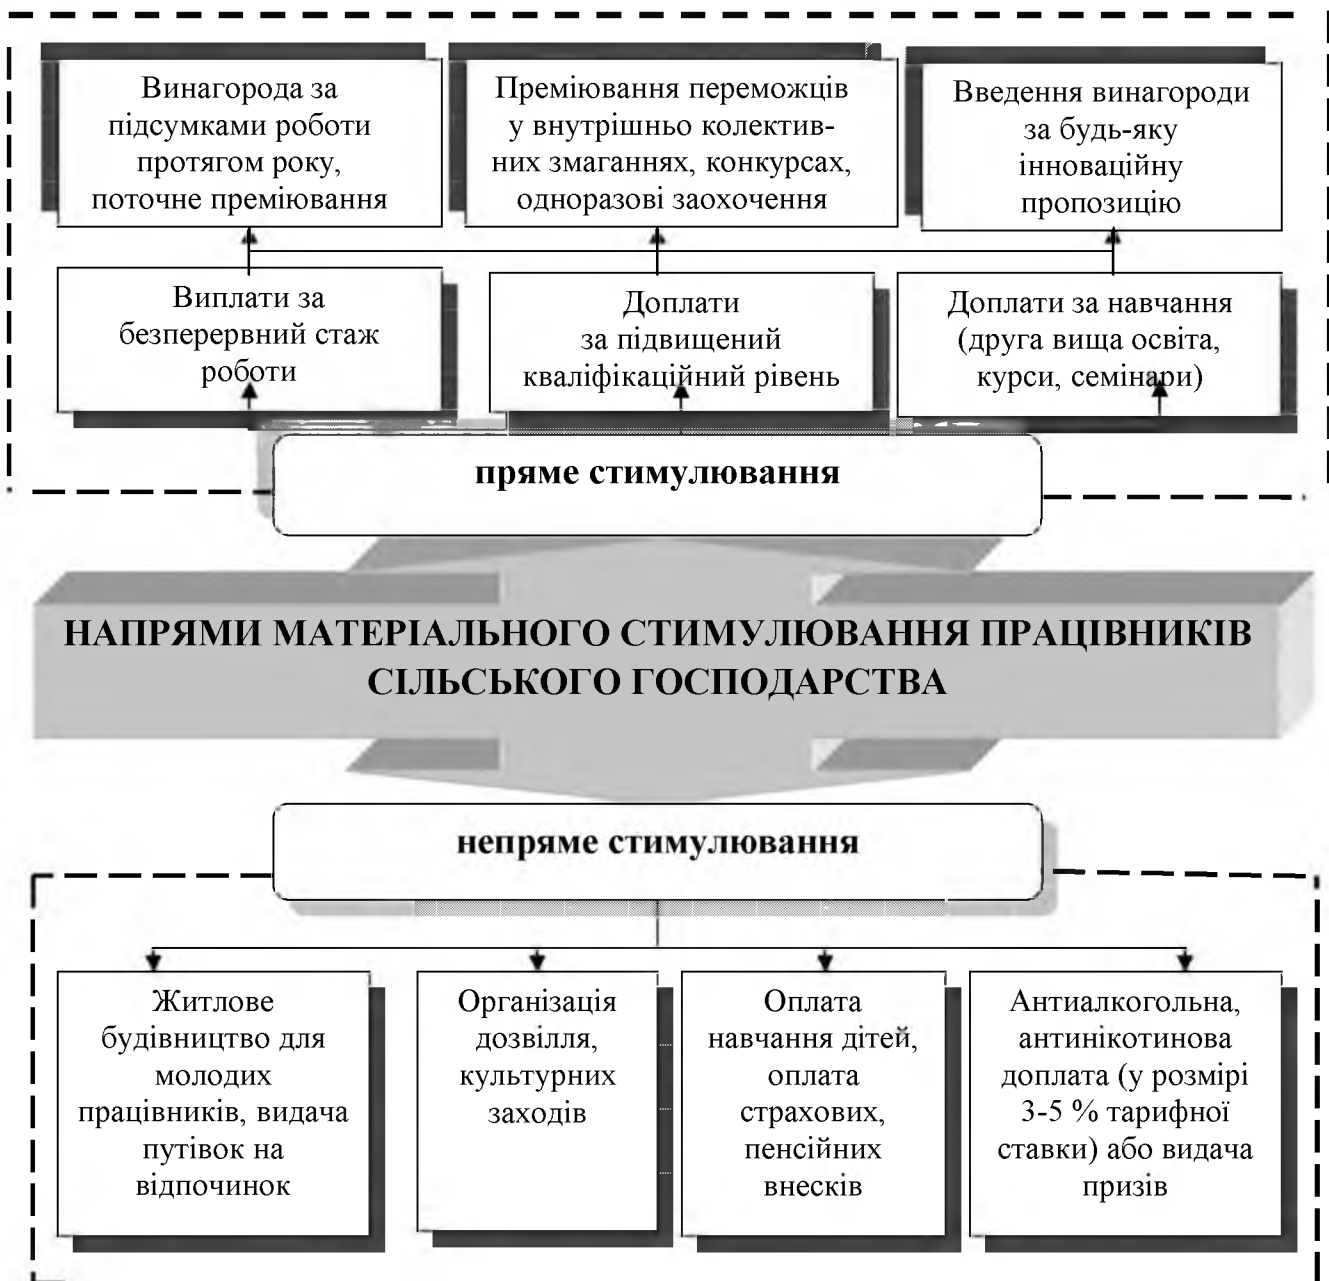 Винагорода за
підсумками роботи
протягом року,
поточне преміювання
Преміювання переможців
у внутрішньо колектив-
них змаганнях, конкурсах,
одноразові заохочення
Введення винагороди
за будь-яку
інноваційну
пропозицію
Виплати за
безперервний стаж
роботи
Доплати
за підвищений
кваліфікаційний рівень
Доплати за навчання
(друга вища освіта,
курси, семінари)
пряме стимулювання
НАПРЯМИ МАТЕРІАЛЬНОГО СТИМУЛЮВАННЯ ПРАЦІВНИКІВ
СІЛЬСЬКОГО ГОСПОДАРСТВА
непряме стимулювання
Житлове
будівництво для
молодих
працівників, видача
путівок на
відпочинок
Організація
дозвілля,
культурних
заходів
Оплата
навчання дітей,
оплата
страхових,
пенсійних
внесків
Антиалкогольна,
антинікотинова
доплата (у розмірі
3-5 % тарифної
ставки) або видача
призів